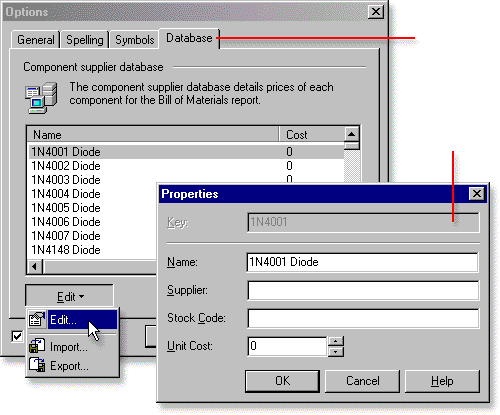 Options
General Spelling Symbols Database
Component supplier database
The component supplier database details prices of each
component for the Bill of Materials report.
Name Cost
1N4001 Diode 0
1N4002 Diode 0
1N4003 Diode 0
1N4004 Diode
1N4005 Diode
1N4006 Diode
1N4007 Diode
1N4148 Diode
Edit
Edit...
Import...
Export...
Properties
Key: 1N4001
Name: 1N4001 Diode
Supplier:
Stock Code:
Unit Cost: 0
OK Cancel Help